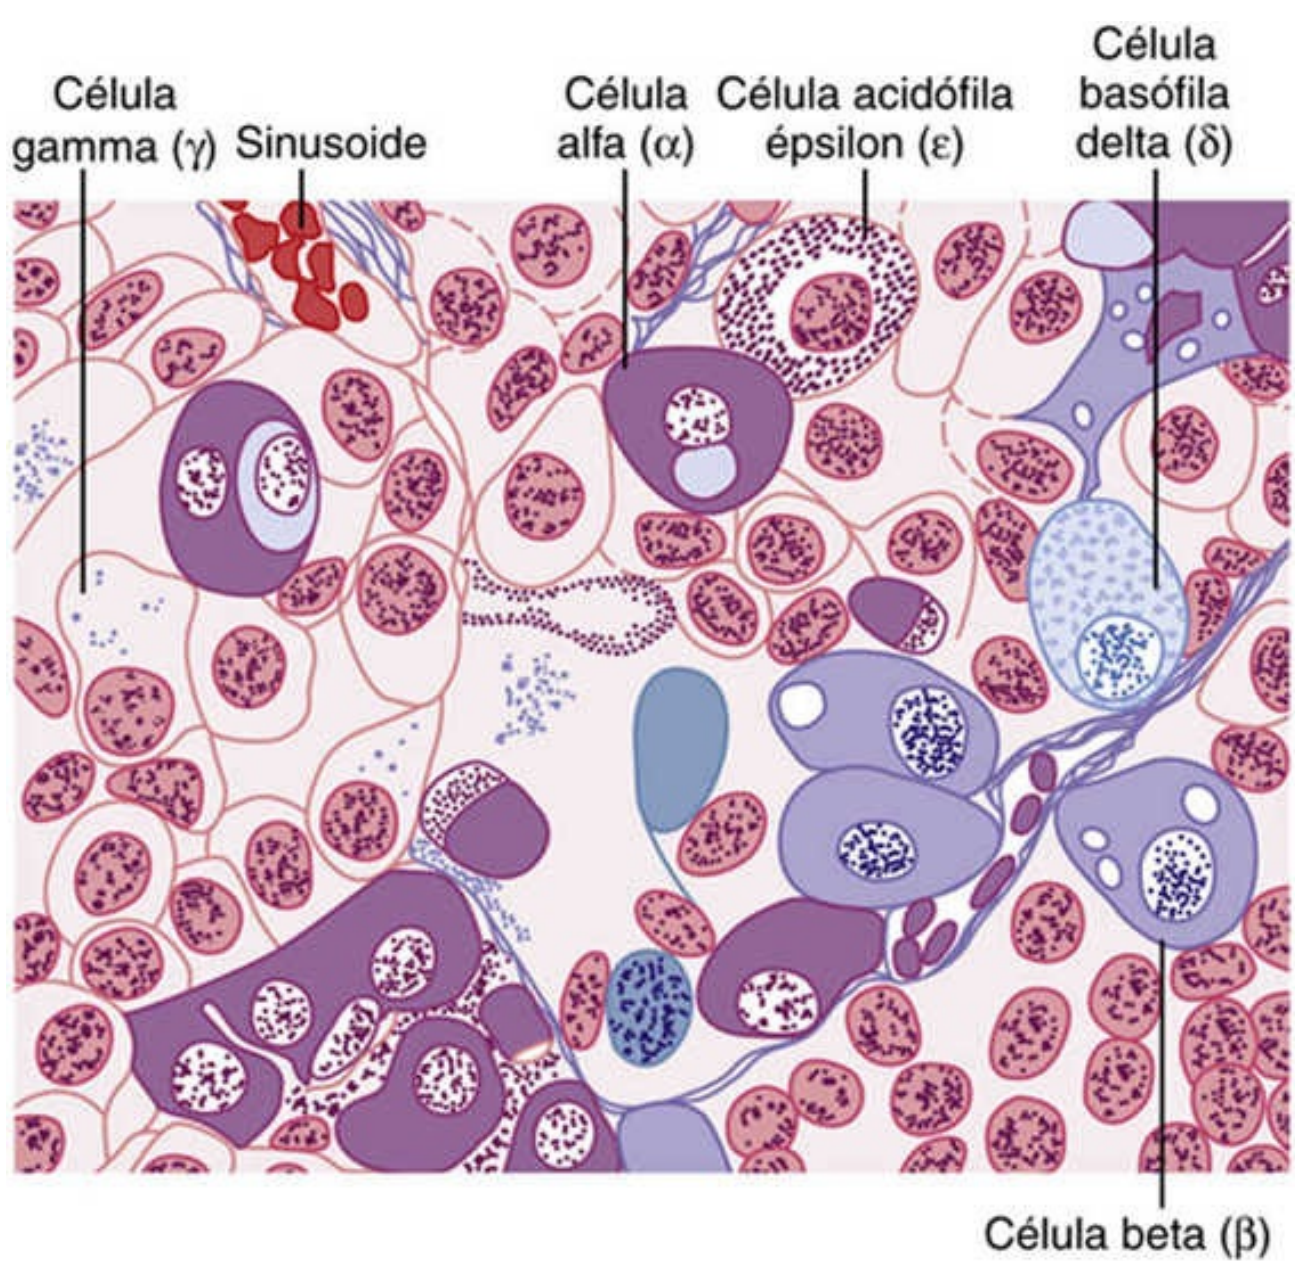 Célula
gamma (γ)
Sinusoide
Célula
alfa (α)
Célula acidófila
épsilon (ε)
Célula
basófila
delta (δ)
Célula beta (β)